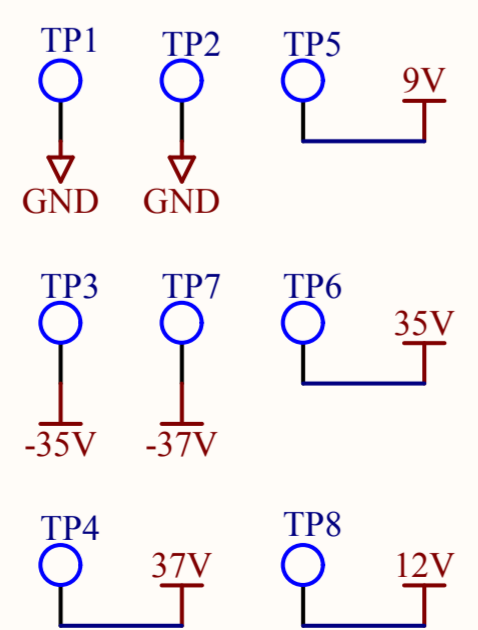 TP1
TP2
TP5
9V
GND
GND
TP3
TP7
TP6
35V
-35V
-37V
TP4
37V
TP8
12V